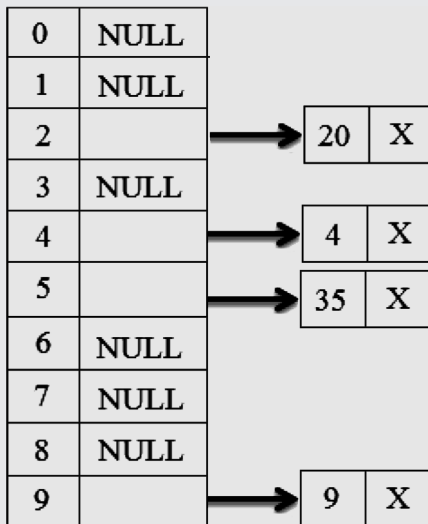 0 NULL
1 NULL
2 20 X
3 NULL
4 4 X
5 35 X
6 NULL
7 NULL
8 NULL
9 9 X